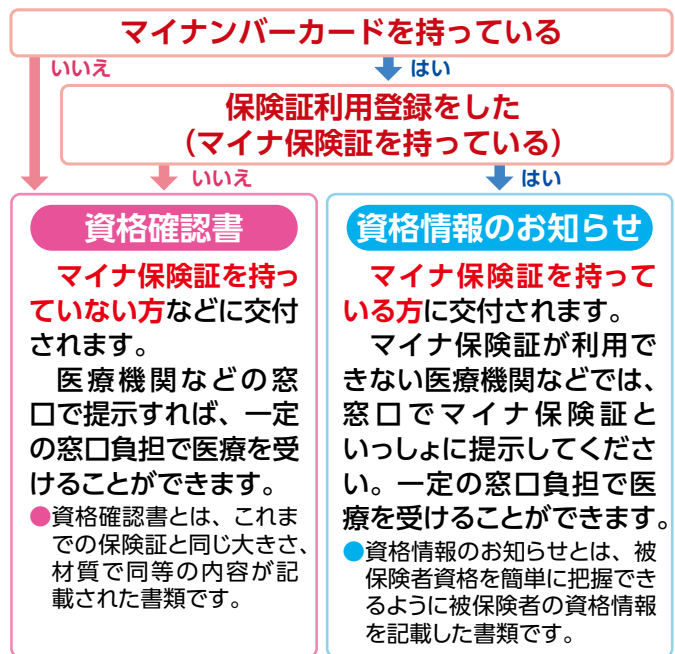 マイナンバーカードを持っている
いいえ
はい
保険証利用登録をした
(マイナ保険証を持っている)
いいえ
はい
資格確認書
マイナ保険証を持っ
ていない方などに交付
されます。
医療機関などの窓
口で提示すれば、一定
の窓口負担で医療を受
けることができます。
●資格確認書とは、これま
での保険証と同じ大きさ、
材質で同等の内容が記
載された書類です。
資格情報のお知らせ
マイナ保険証を持って
いる方に交付されます。
マイナ保険証が利用で
きない医療機関などでは、
窓口でマイナ保険証と
いっしょに提示してくださ
い。一定の窓口負担で医
療を受けることができます。
●資格情報のお知らせとは、被
保険者資格を簡単に把握でき
るように被保険者の資格情報
を記載した書類です。